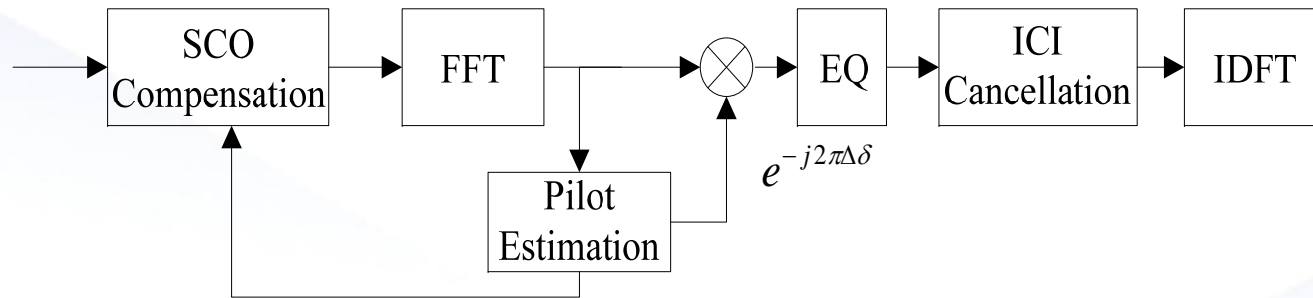 SCO
Compensation
FFT
EQ
ICI
Cancellation
IDFT
e^{-j2πΔδ}
Pilot
Estimation